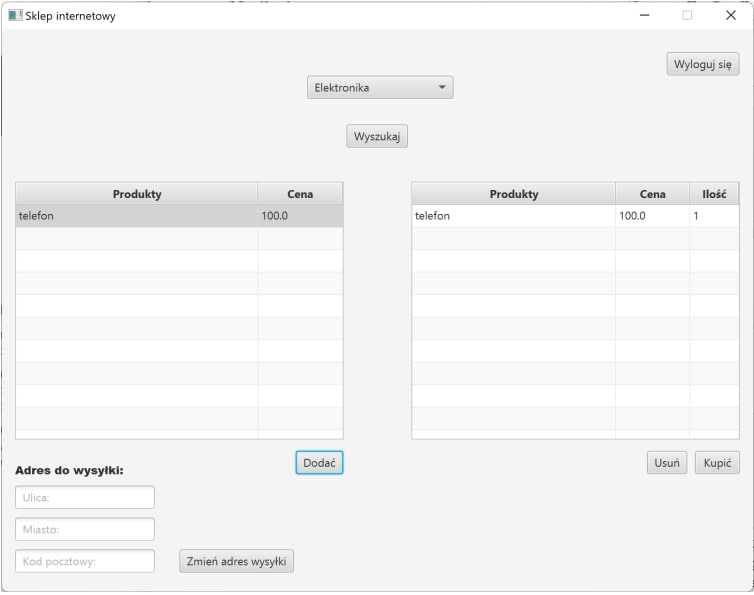 Sklep internetowy
Wyloguj się
Elektronika
Wyszukaj
Produkty Cena
telefon 100.0
Produkty Cena Ilość
telefon 100.0 1
Dodać
Usuń Kupić
Adres do wysyłki:
Ulica:
Miasto:
Kod pocztowy:
Zmień adres wysyłki